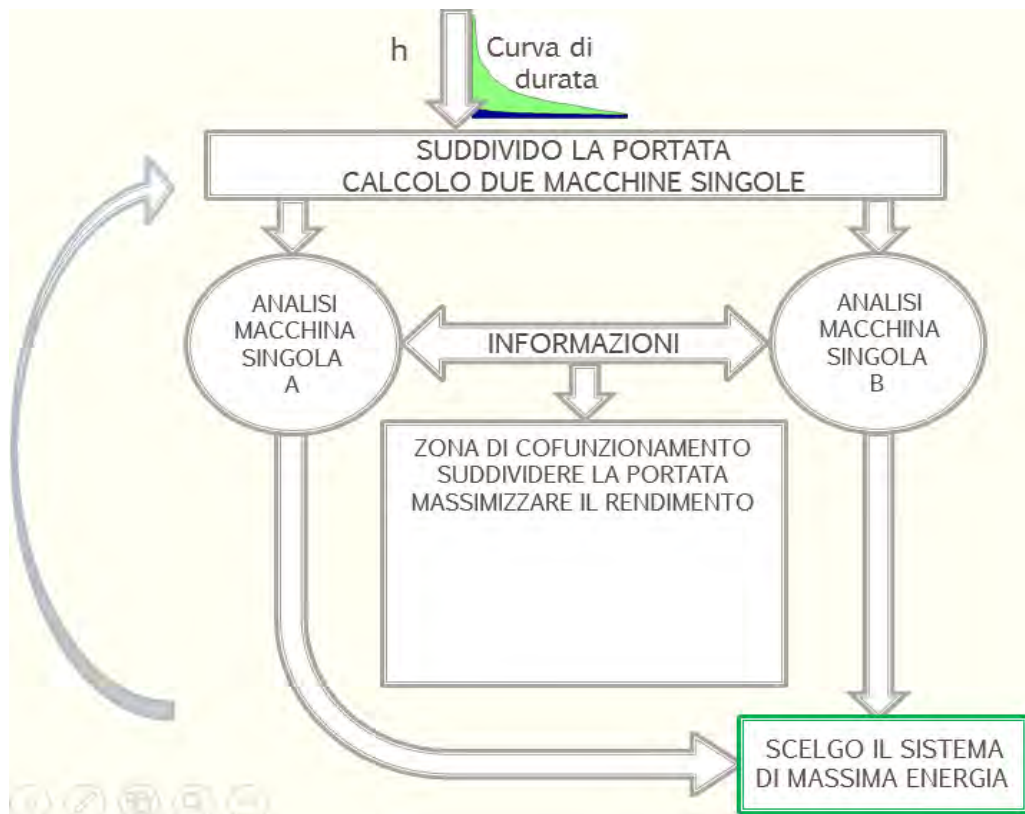 h
Curva di
durata
SUDDIVIDO LA PORTATA
CALCOLO DUE MACCHINE SINGOLE
ANALISI
MACCHINA
SINGOLA
A
INFORMAZIONI
ANALISI
MACCHINA
SINGOLA
B
ZONA DI COFUNZIONAMENTO
SUDDIVIDERE LA PORTATA
MASSIMIZZARE IL RENDIMENTO
SCELGO IL SISTEMA
DI MASSIMA ENERGIA